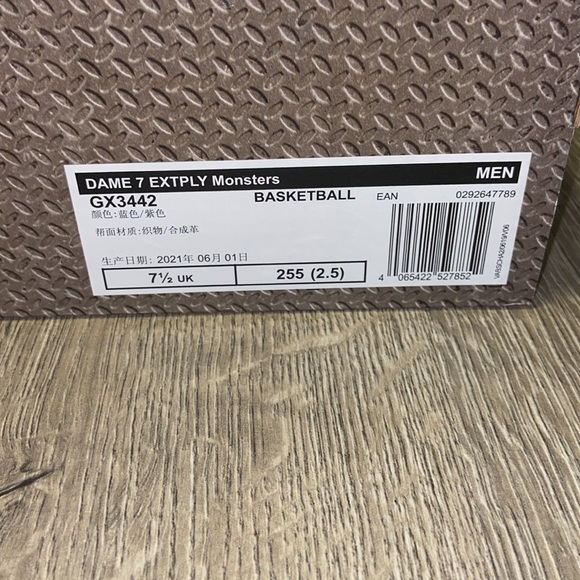 DAME 7 EXTPLY Monsters MEN
GX3442 BASKETBALL EAN 0292647789
颜色:蓝色/紫色
帮面材质:织物/合成革
生产日期: 2021年 06月 01日
7½ UK 255 (2.5)
4 065422 527852